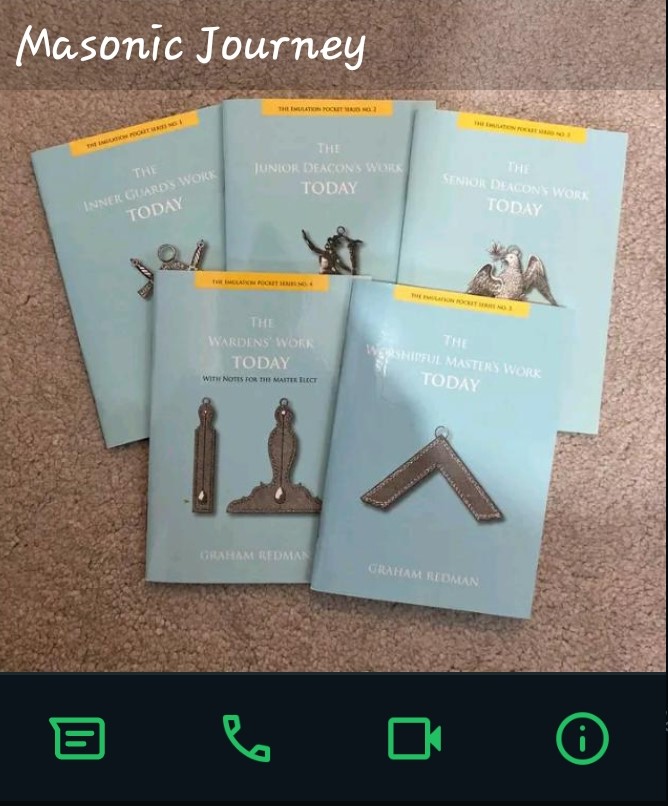 Masonic Journey
THE EMULATION POCKET SERIES NO. 1
THE
INNER GUARD'S WORK
TODAY
THE EMULATION POCKET SERIES NO. 2
THE
JUNIOR DEACON'S WORK
TODAY
THE EMULATION POCKET SERIES NO. 3
THE
SENIOR DEACON'S WORK
TODAY
THE EMULATION POCKET SERIES NO. 4
THE
WARDENS' WORK
TODAY
WITH NOTES FOR THE MASTER ELECT
GRAHAM REDMAN
THE EMULATION POCKET SERIES NO. 5
THE
WORSHIPFUL MASTER'S WORK
TODAY
GRAHAM REDMAN